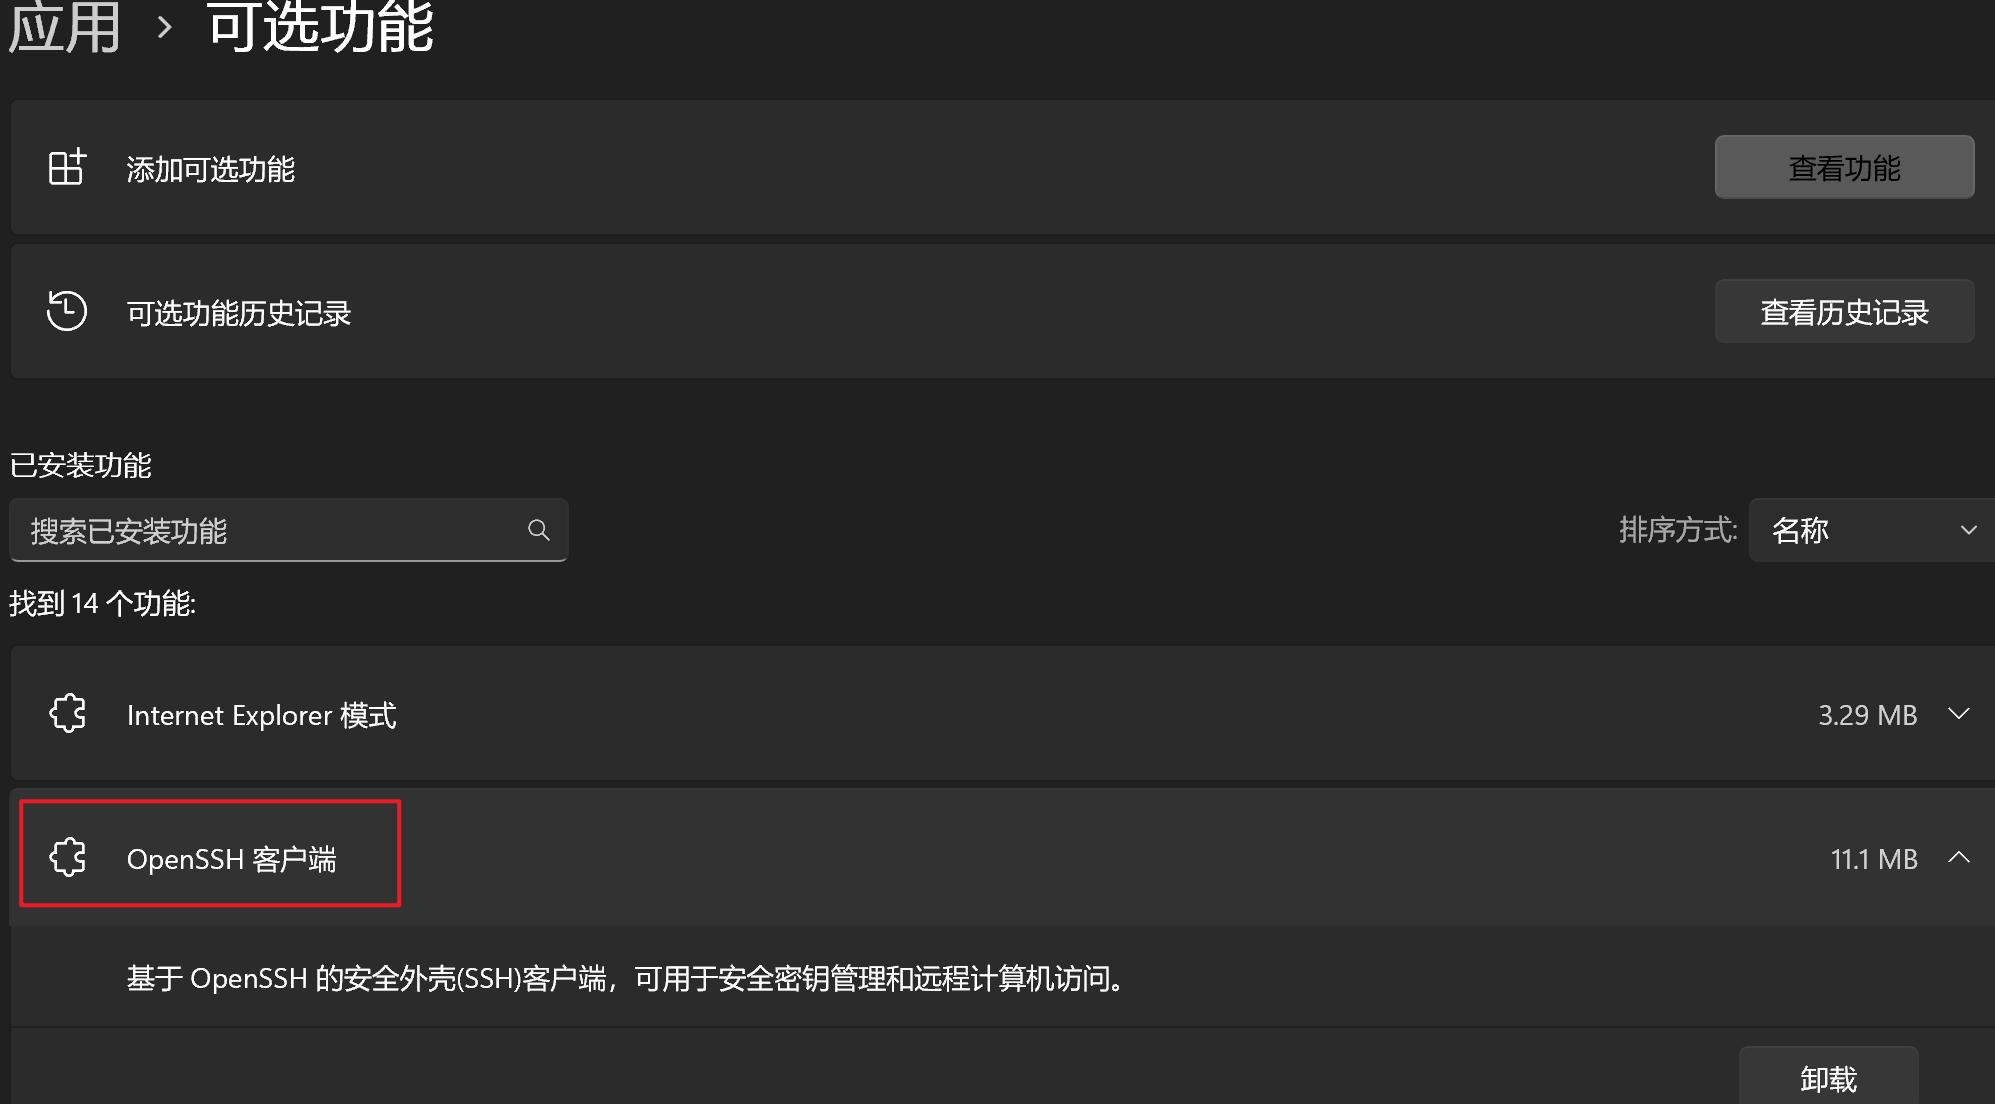 应用 > 可选功能
添加可选功能
查看功能
可选功能历史记录
查看历史记录
已安装功能
搜索已安装功能
排序方式:
名称
找到 14 个功能:
Internet Explorer 模式
3.29 MB
OpenSSH 客户端
11.1 MB
基于 OpenSSH 的安全外壳(SSH)客户端，可用于安全密钥管理和远程计算机访问。
卸载